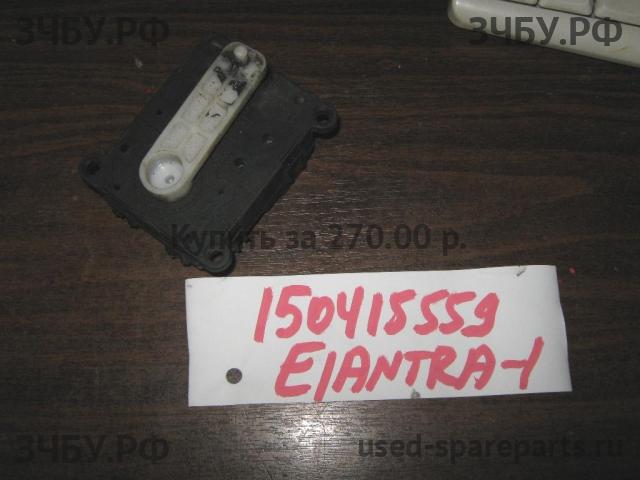 ЗЧБУ.РФ ЗЧБУ.РФ
Купить за 270.00 р.
150415559
ElANTRA-1
ЗЧБУ.РФ used-spareparts.ru